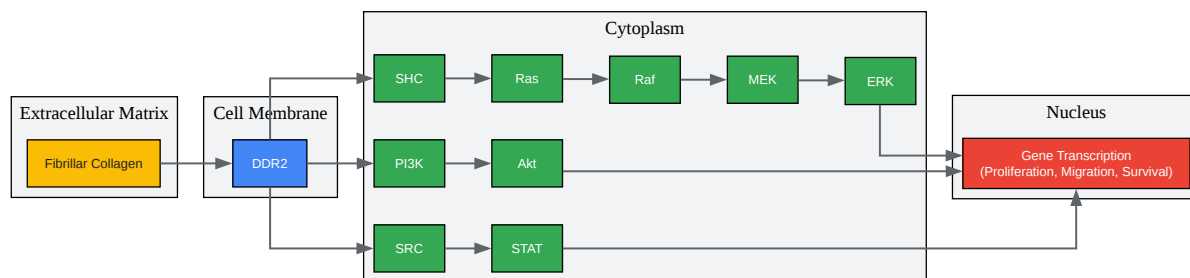 Cytoplasm
SHC
Ras
Raf
MEK
ERK
Extracellular Matrix
Cell Membrane
Nucleus
Fibrillar Collagen
DDR2
PI3K
Akt
Gene Transcription
(Proliferation, Migration, Survival)
SRC
STAT